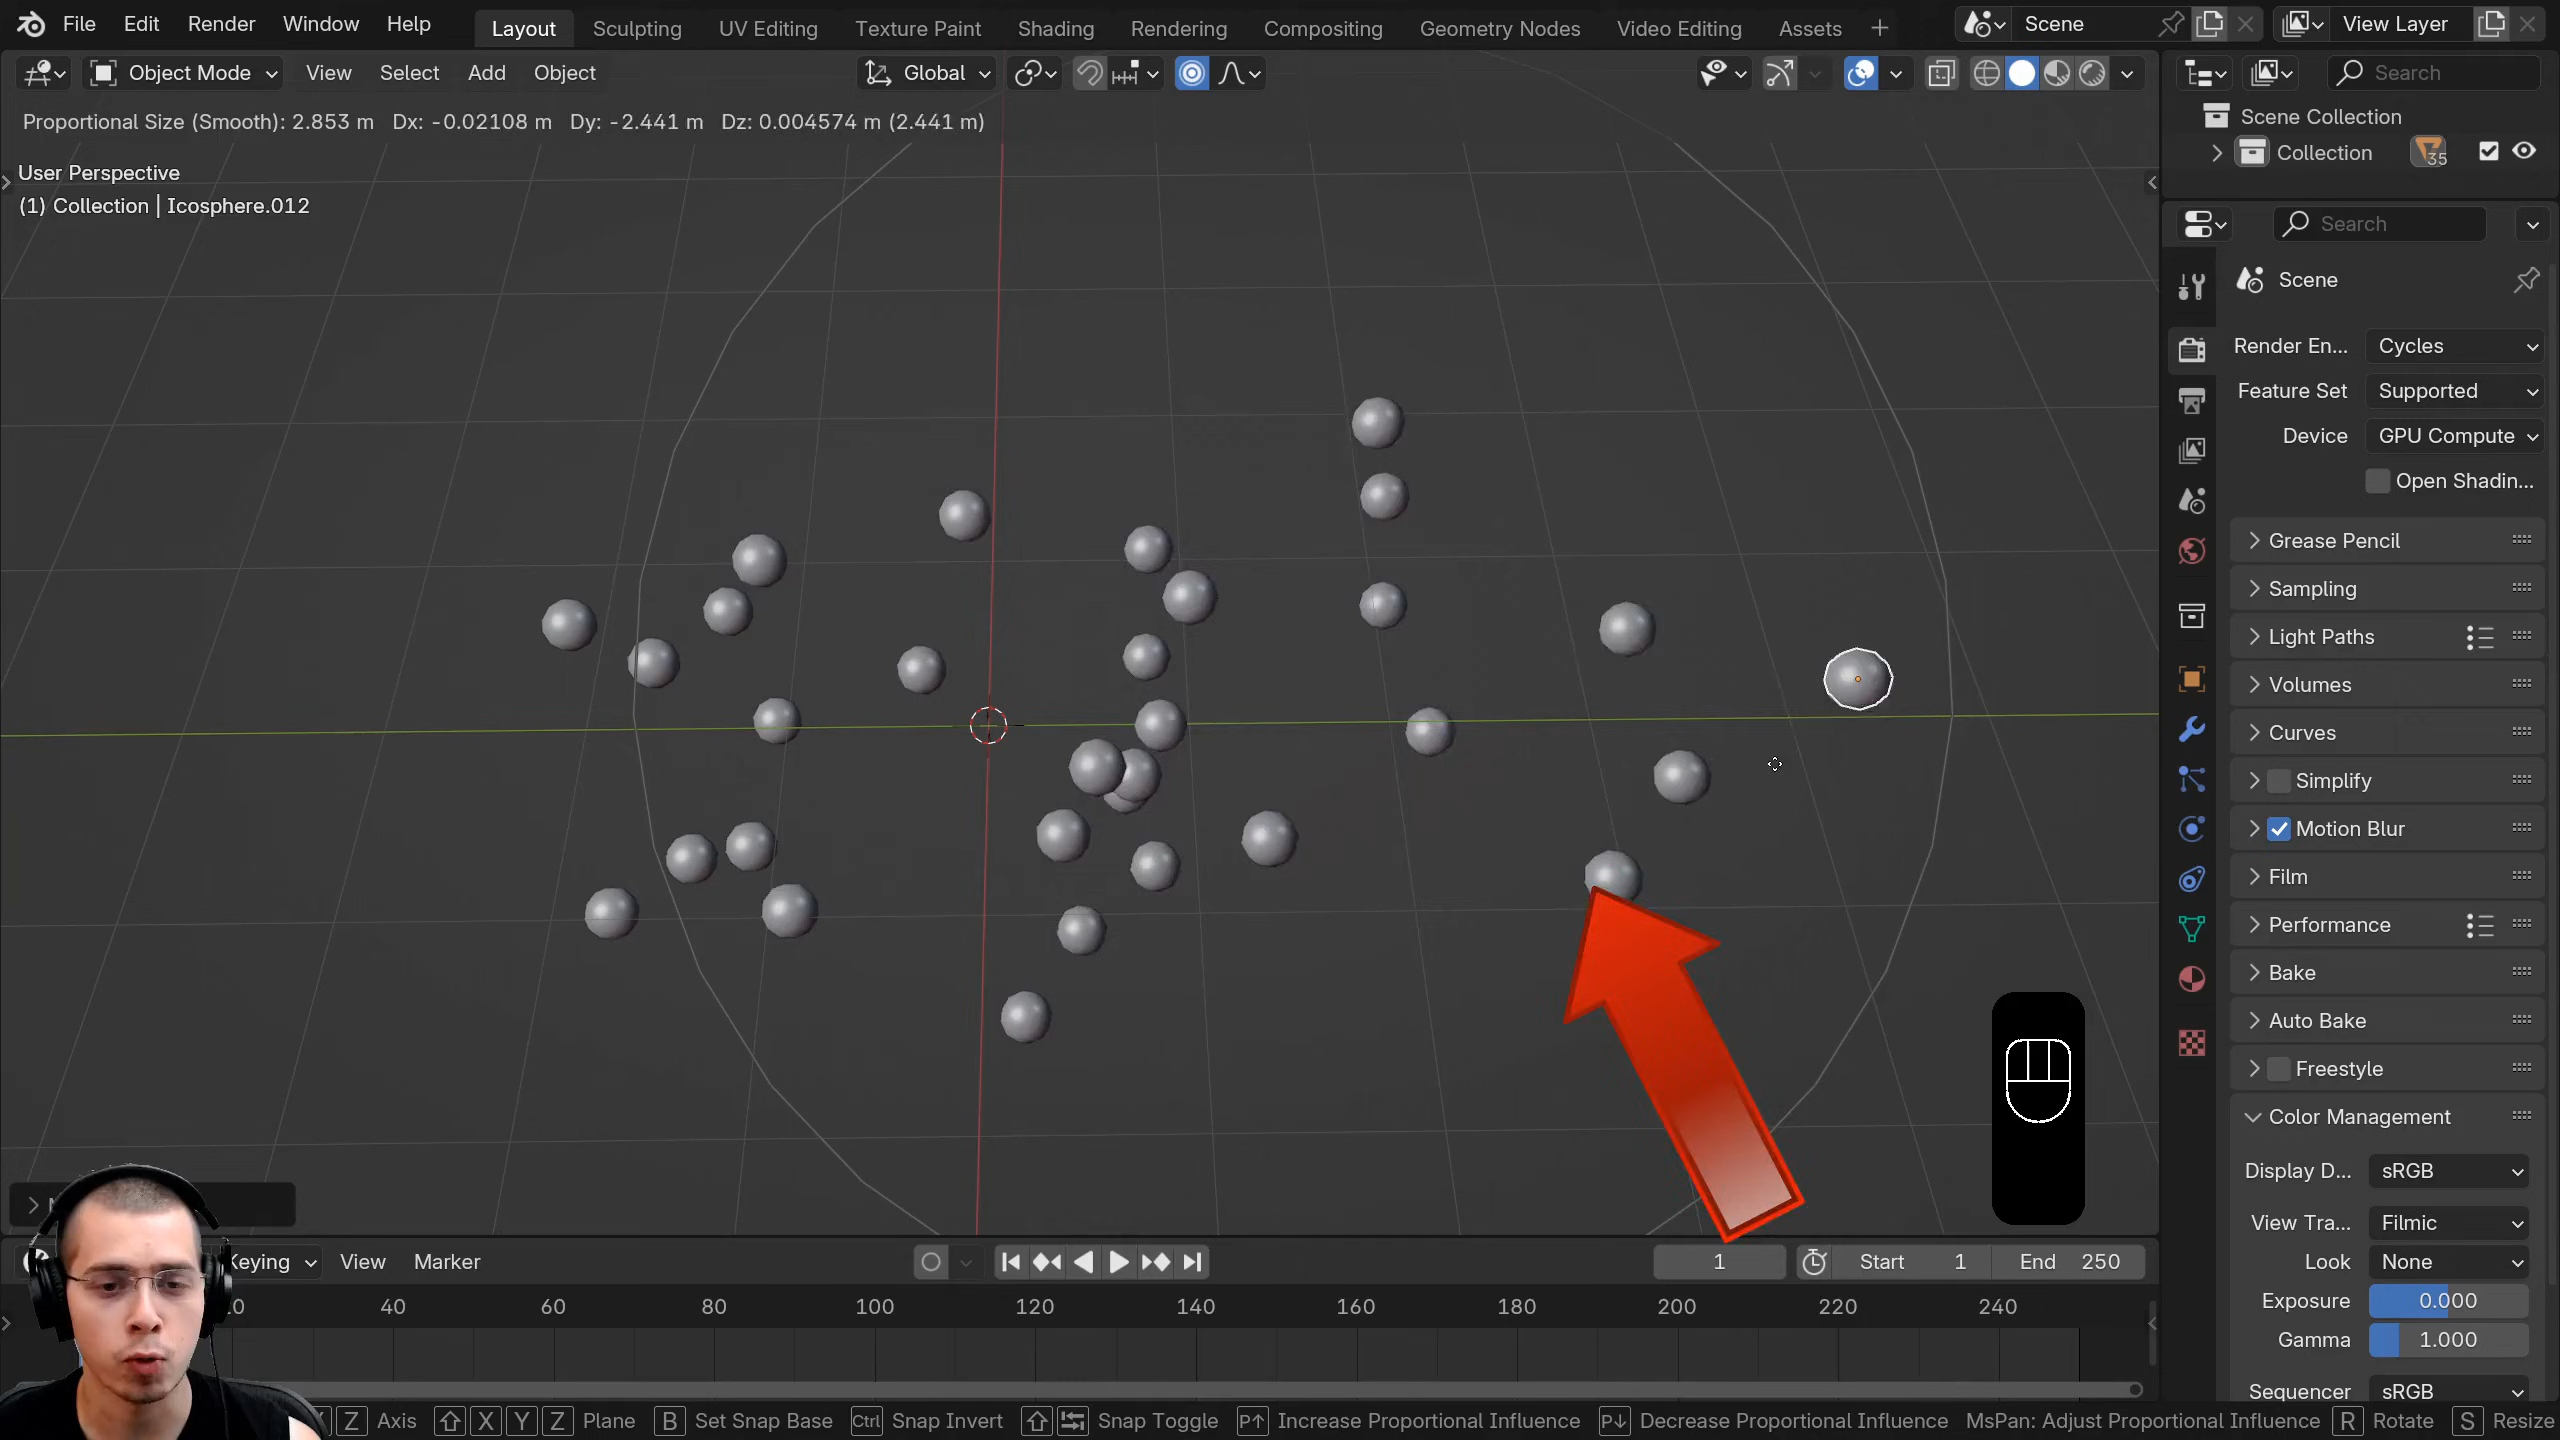 File Edit Render Window Help Layout Sculpting UV Editing Texture Paint Shading Rendering Compositing Geometry Nodes Video Editing Assets + Scene View Layer
Object Mode View Select Add Object Global Search
Proportional Size (Smooth): 2.853 m Dx: -0.02108 m Dy: -2.441 m Dz: 0.004574 m (2.441 m)
User Perspective
(1) Collection | Icosphere.012
Scene Collection
Collection 35
Search
Scene
Render En... Cycles
Feature Set Supported
Device GPU Compute
Open Shadin...
Grease Pencil
Sampling
Light Paths
Volumes
Curves
Simplify
Motion Blur
Film
Performance
Bake
Auto Bake
Freestyle
Color Management
Display D... sRGB
View Tra... Filmic
Look None
Exposure 0.000
Gamma 1.000
Sequencer sRGB
Keying View Marker 1 Start 1 End 250
40 60 80 100 120 140 160 180 200 220 240
Z Axis X Y Z Plane B Set Snap Base Ctrl Snap Invert Snap Toggle P↑ Increase Proportional Influence P↓ Decrease Proportional Influence MsPan: Adjust Proportional Influence R Rotate S Resize